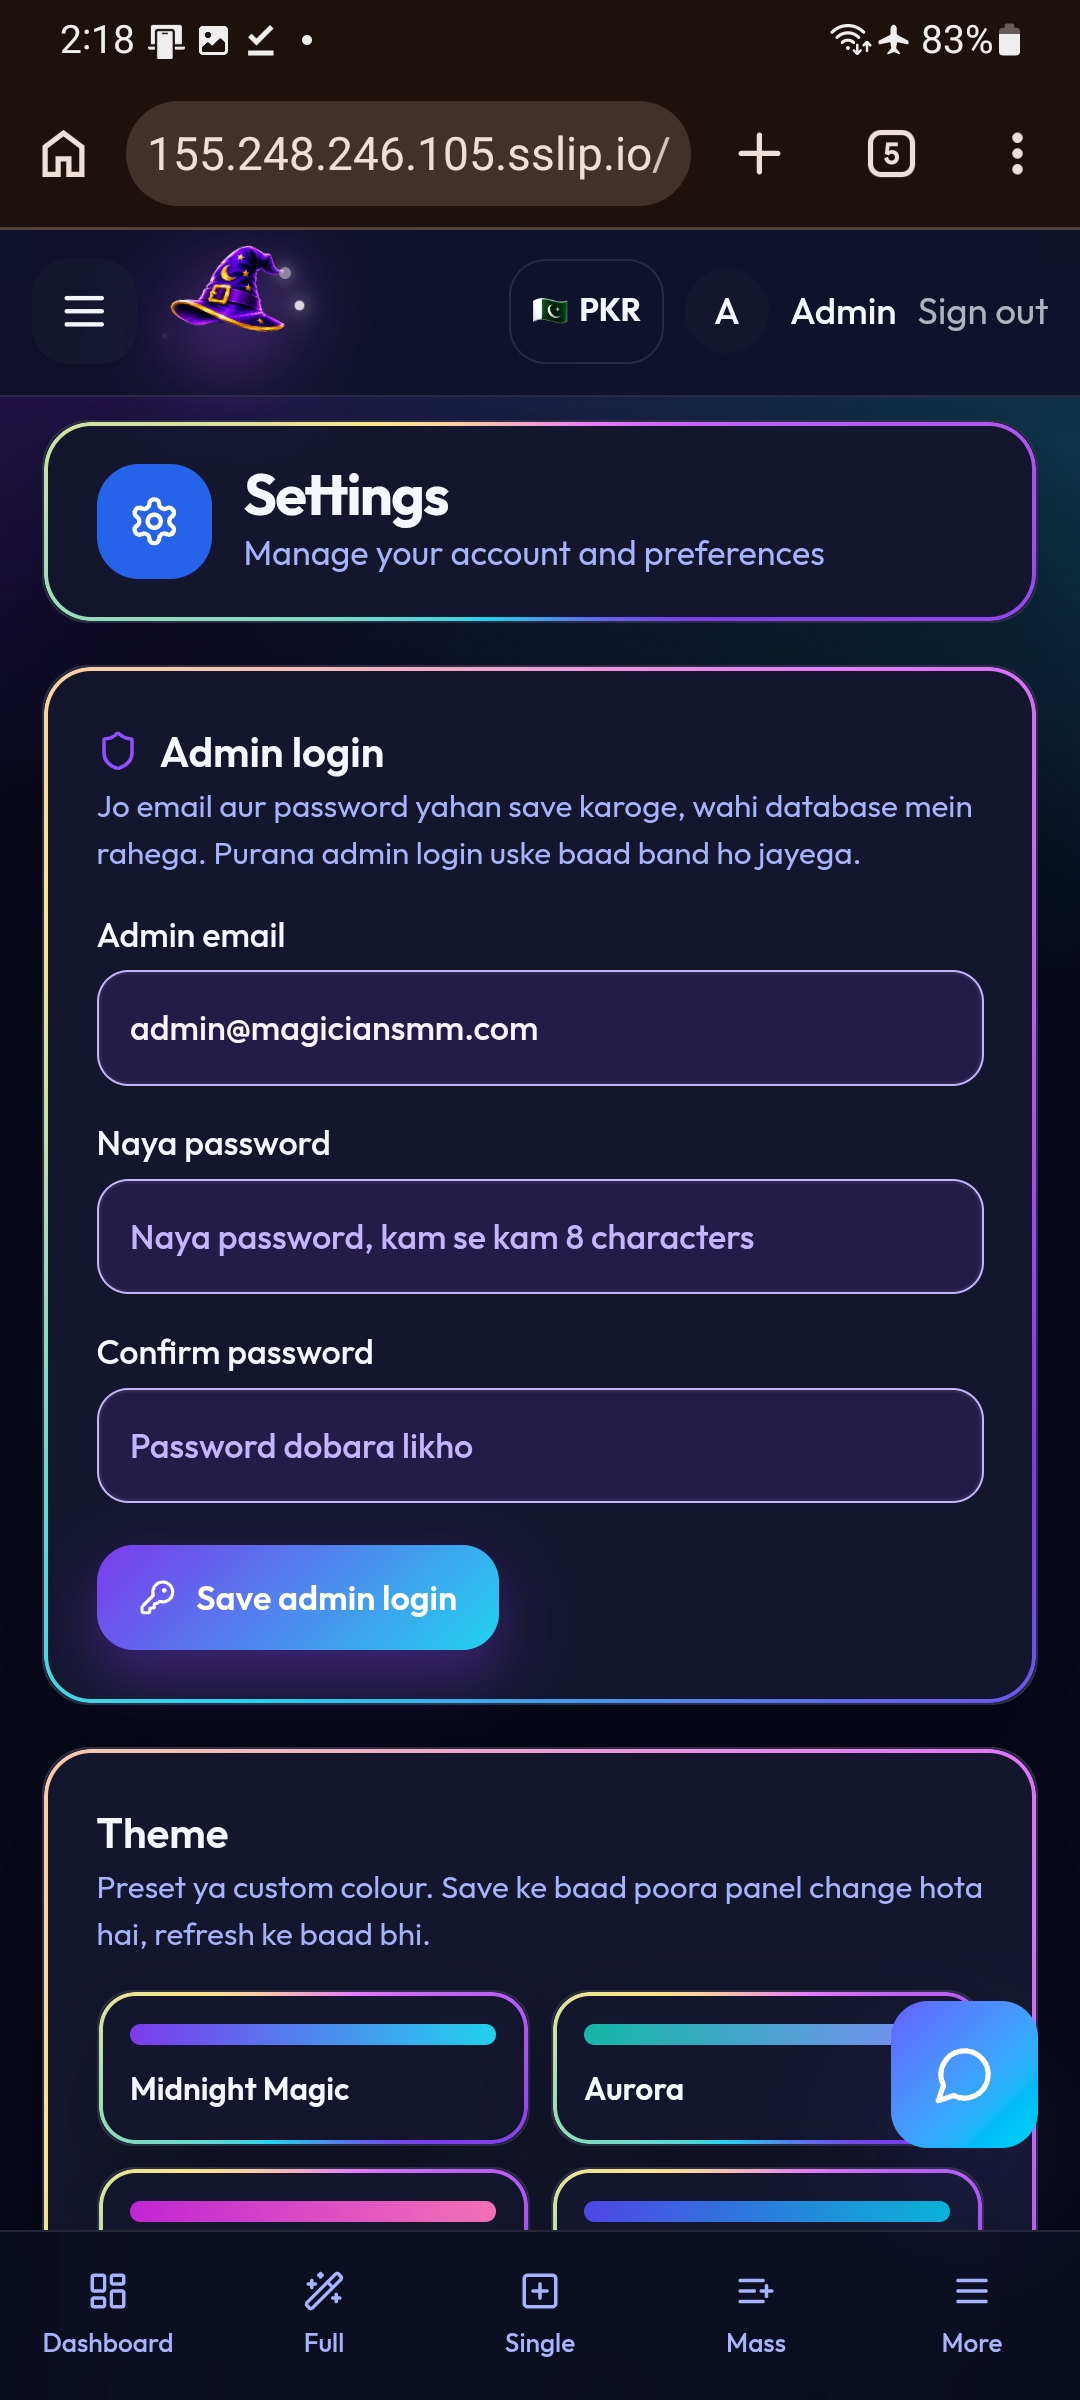 2:18
83%
155.248.246.105.sslip.io/
5
PKR
A
Admin
Sign out
Settings
Manage your account and preferences
Admin login
Jo email aur password yahan save karoge, wahi database mein
rahega. Purana admin login uske baad band ho jayega.
Admin email
admin@magiciansmm.com
Naya password
Naya password, kam se kam 8 characters
Confirm password
Password dobara likho
Save admin login
Theme
Preset ya custom colour. Save ke baad poora panel change hota
hai, refresh ke baad bhi.
Midnight Magic
Aurora
Dashboard
Full
Single
Mass
More